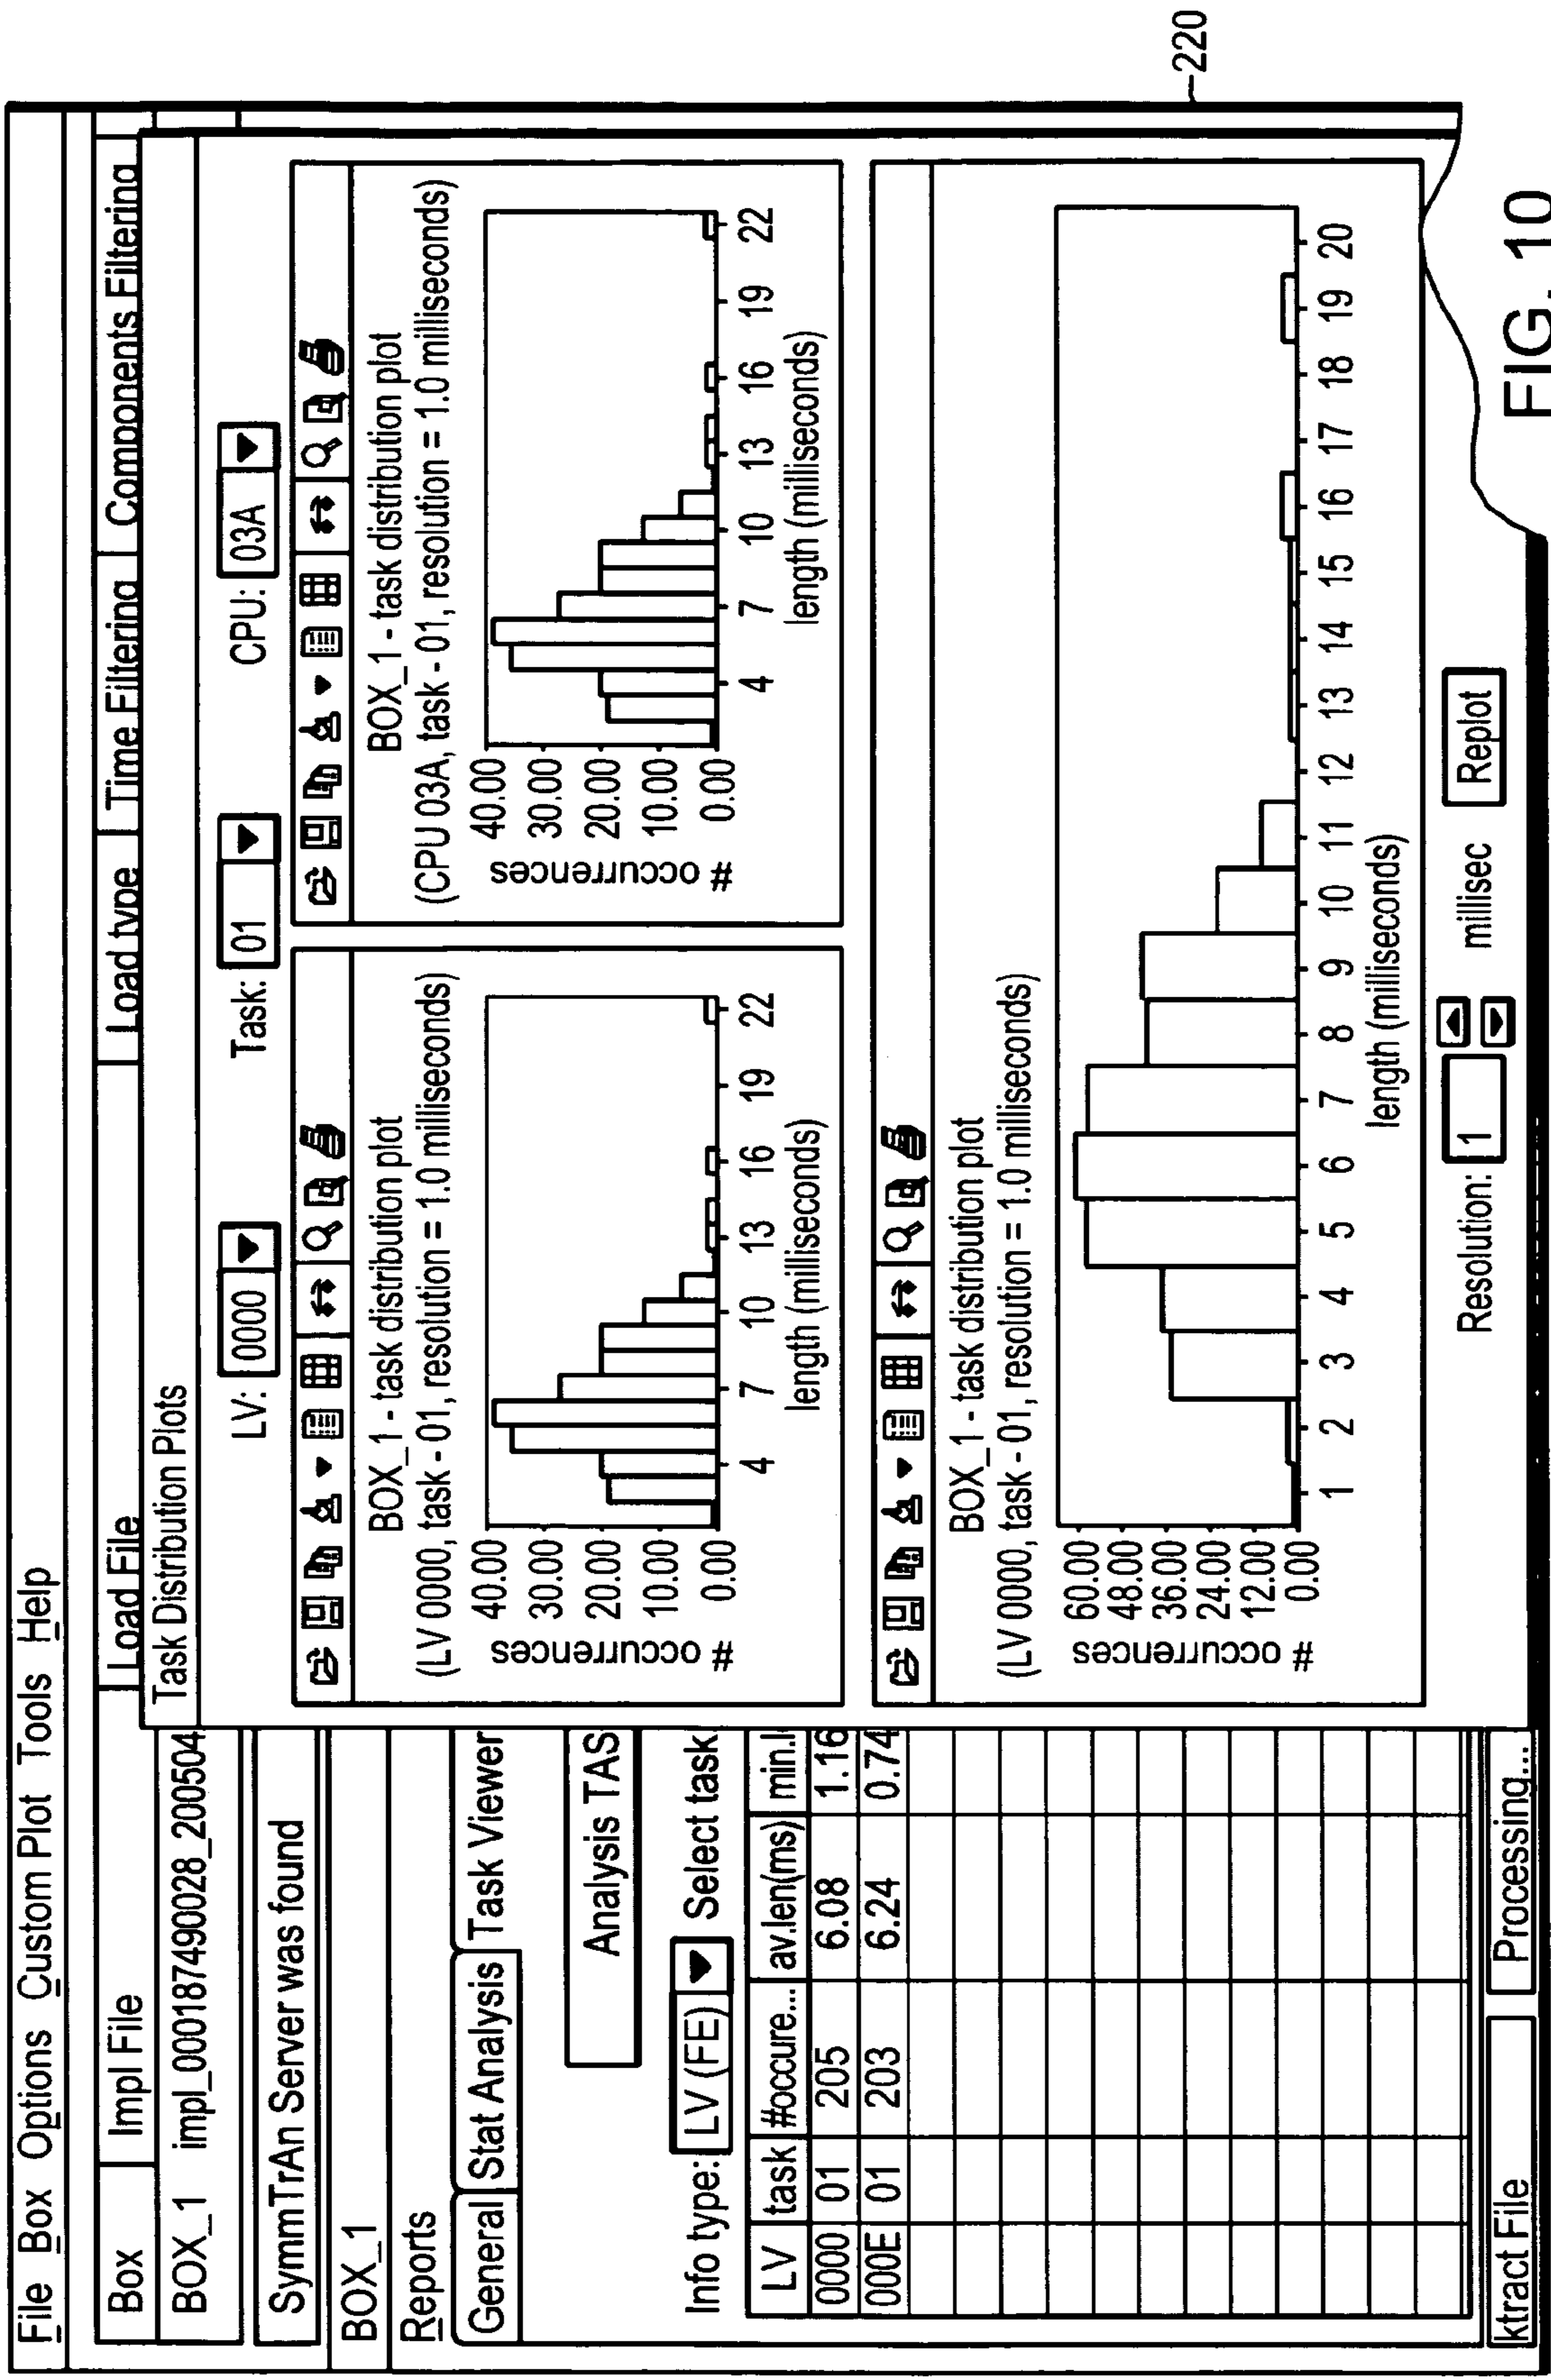 File Box Options Custom Plot Tools Help
Box Impl File Load File Load type Time Filtering Components Filtering
BOX_1 impl_000187490028_200504
SymmTrAn Server was found
BOX_1
Reports
General Stat Analysis Task Viewer
Analysis TAS
Info type: LV (FE) Select task
LV task #occure... av.len(ms) min.l
0000 01 205 6.08 1.16
000E 01 203 6.24 0.74
ktract File Processing...
Task Distribution Plots
LV: 0000 Task: 01 CPU: 03A
BOX_1 - task distribution plot
(LV 0000, task - 01, resolution = 1.0 milliseconds)
# occurrences
40.00
30.00
20.00
10.00
0.00
4 7 10 13 16 19 22
length (milliseconds)
BOX_1 - task distribution plot
(CPU 03A, task - 01, resolution = 1.0 milliseconds)
# occurrences
40.00
30.00
20.00
10.00
0.00
4 7 10 13 16 19 22
length (milliseconds)
BOX_1 - task distribution plot
(LV 0000, task - 01, resolution = 1.0 milliseconds)
# occurrences
60.00
48.00
36.00
24.00
12.00
0.00
1 2 3 4 5 6 7 8 9 10 11 12 13 14 15 16 17 18 19 20
length (milliseconds)
Resolution: 1 millisec Replot
220
FIG. 10